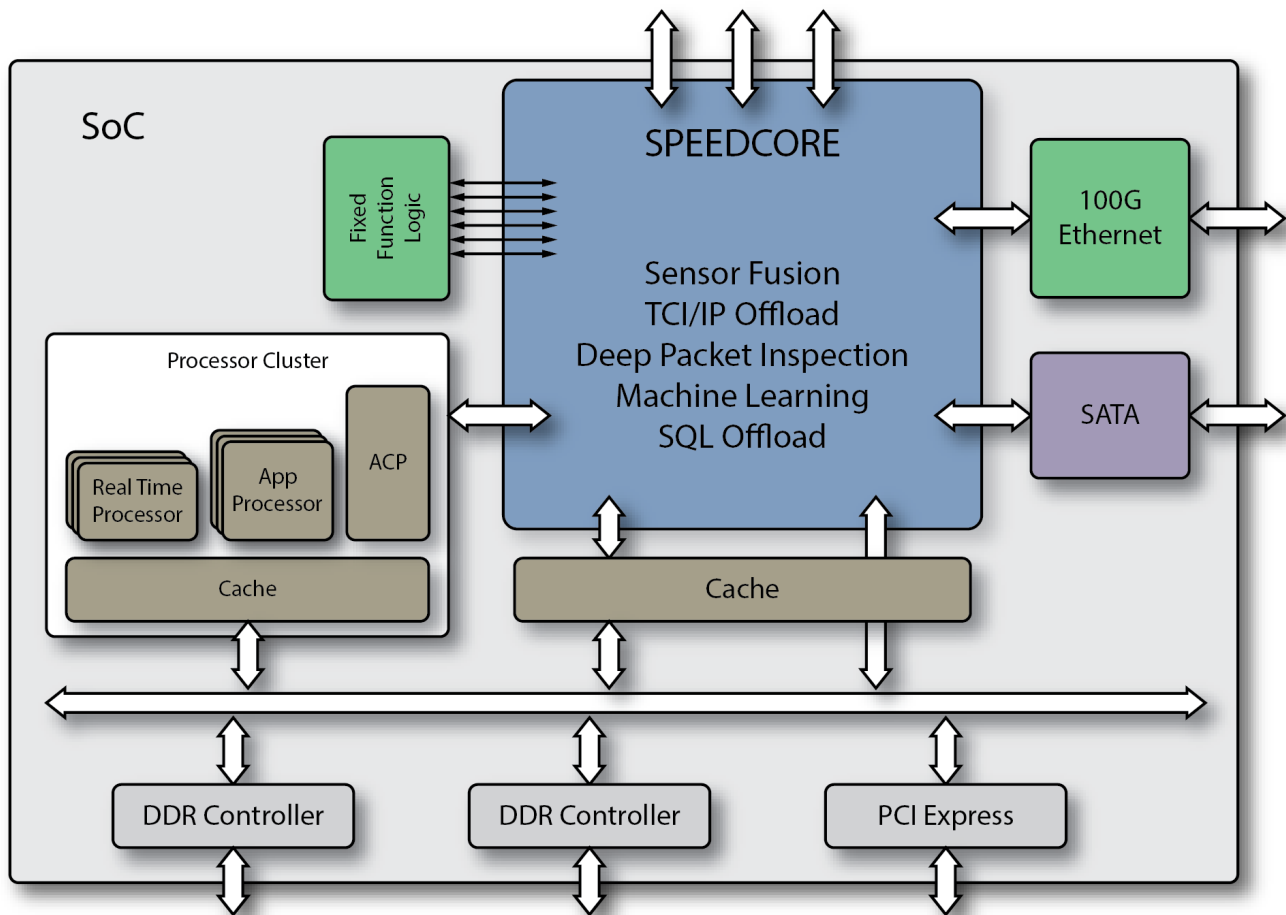 SoC
SPEEDCORE
Fixed
Function
Logic
100G
Ethernet
Sensor Fusion
TCI/IP Offload
Deep Packet Inspection
Machine Learning
SQL Offload
SATA
Processor Cluster
Real Time
Processor
App
Processor
ACP
Cache
Cache
DDR Controller
DDR Controller
PCI Express